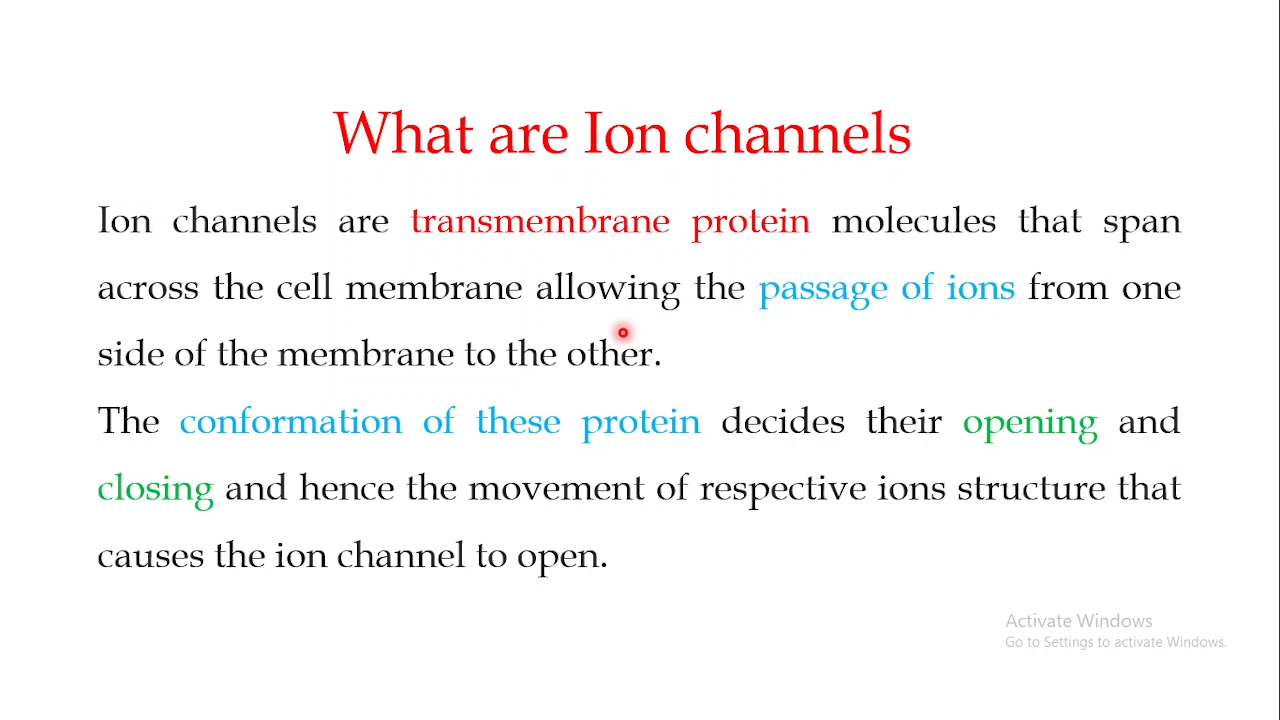 What are Ion channels
Ion channels are transmembrane protein molecules that span
across the cell membrane allowing the passage of ions from one
side of the membrane to the other.
The conformation of these protein decides their opening and
closing and hence the movement of respective ions structure that
causes the ion channel to open.
Activate Windows
Go to Settings to activate Windows.